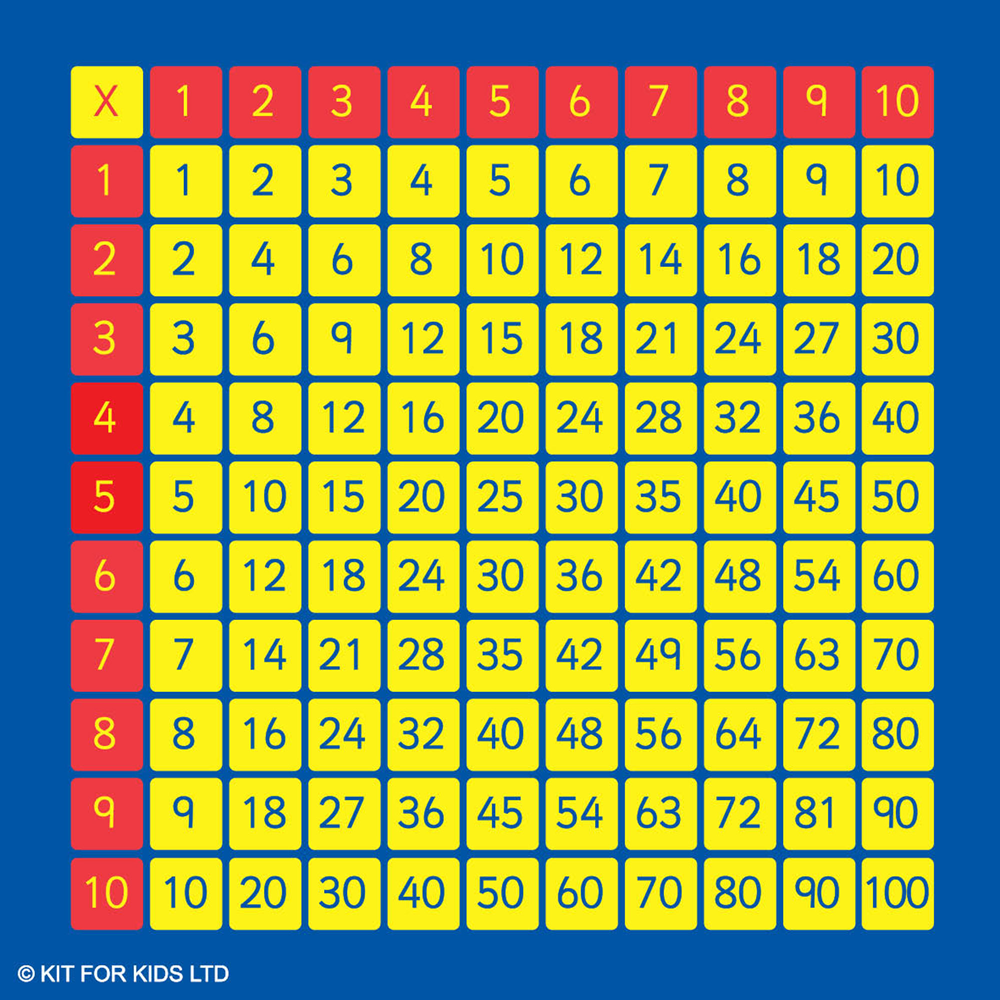 X 1 2 3 4 5 6 7 8 9 10
1 1 2 3 4 5 6 7 8 9 10
2 2 4 6 8 10 12 14 16 18 20
3 3 6 9 12 15 18 21 24 27 30
4 4 8 12 16 20 24 28 32 36 40
5 5 10 15 20 25 30 35 40 45 50
6 6 12 18 24 30 36 42 48 54 60
7 7 14 21 28 35 42 49 56 63 70
8 8 16 24 32 40 48 56 64 72 80
9 9 18 27 36 45 54 63 72 81 90
10 10 20 30 40 50 60 70 80 90 100
© KIT FOR KIDS LTD